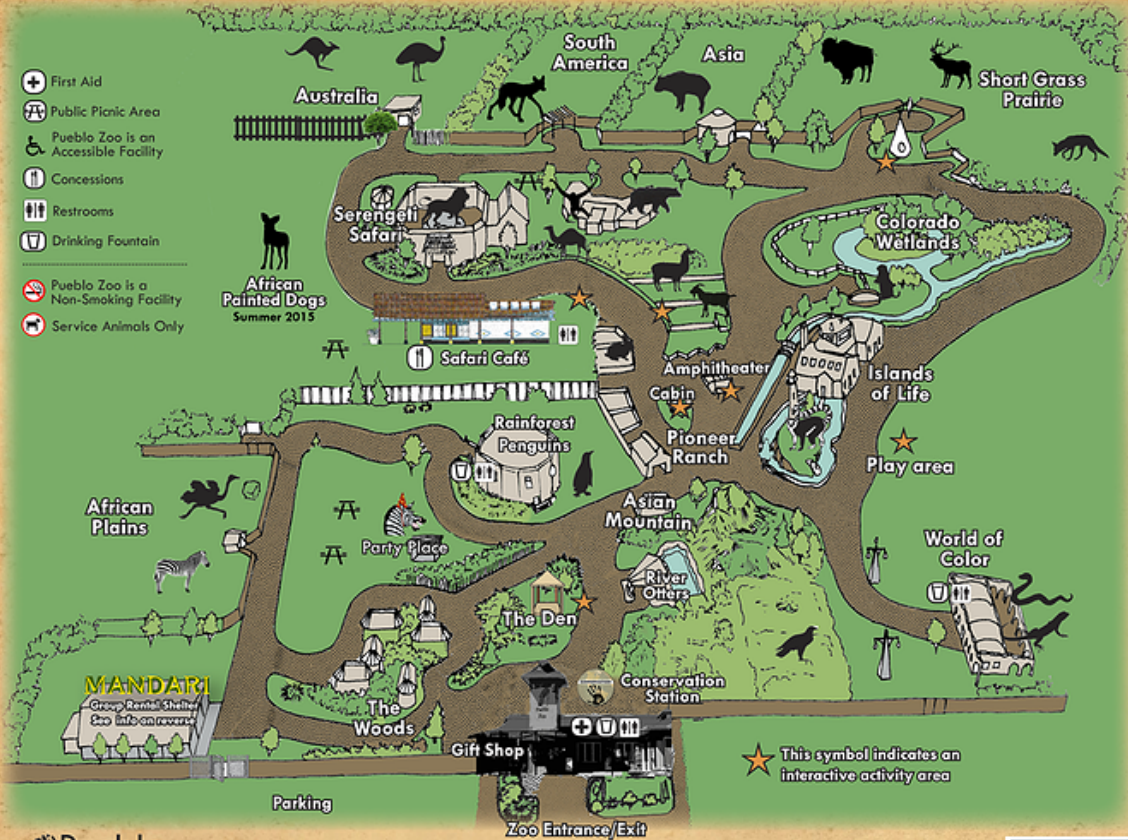 South
America
Asia
Short Grass
Prairie
Australia
First Aid
Public Picnic Area
Pueblo Zoo is an
Accessible Facility
Concessions
Restrooms
Drinking Fountain
Pueblo Zoo is a
Non-Smoking Facility
Service Animals Only
Serengeti
Safari
Colorado
Wetlands
African
Painted Dogs
Summer 2015
Safari Café
Amphitheater
Cabin
Islands
of Life
Pioneer
Ranch
Play area
Rainforest
Penguins
African
Plains
Asian
Mountain
Party Place
World of
Color
River
Otters
The Den
MANDARI
Group Rental Shelter
See info on reverse
Conservation
Station
The
Woods
Gift Shop
This symbol indicates an
interactive activity area
Parking
Zoo Entrance/Exit